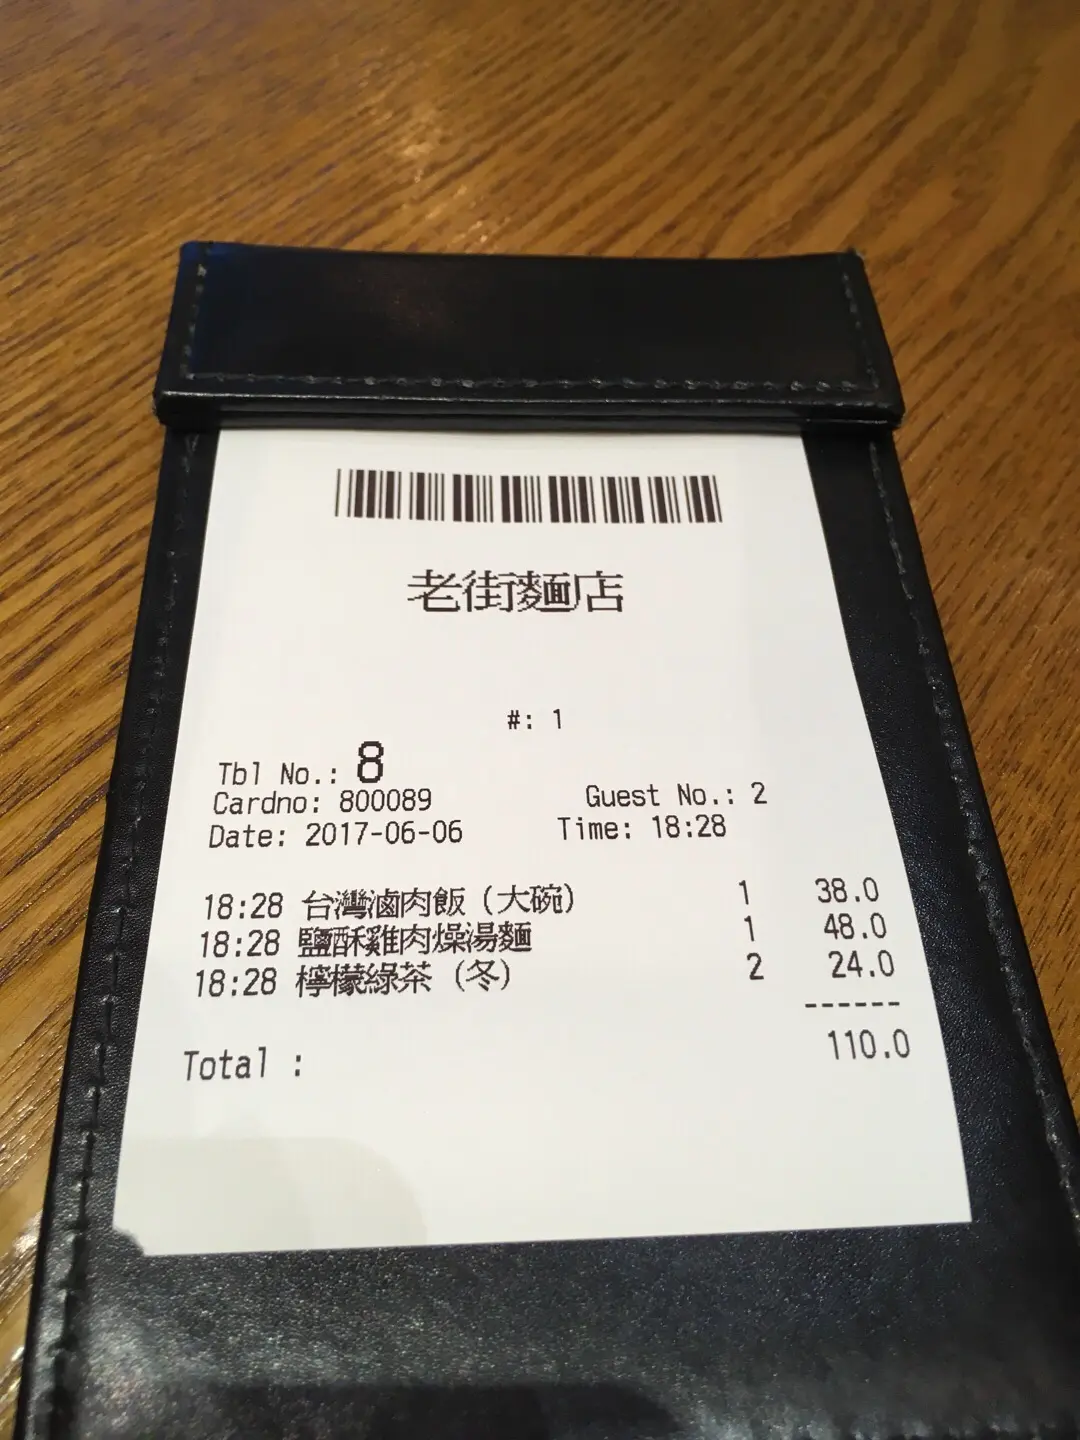 老街麵店
#: 1
Tbl No.: 8
Cardno: 800089 Guest No.: 2
Date: 2017-06-06 Time: 18:28
18:28 台灣滷肉飯（大碗） 1 38.0
18:28 鹽酥雞肉燥湯麵 1 48.0
18:28 檸檬綠茶（冬） 2 24.0
------
Total : 110.0